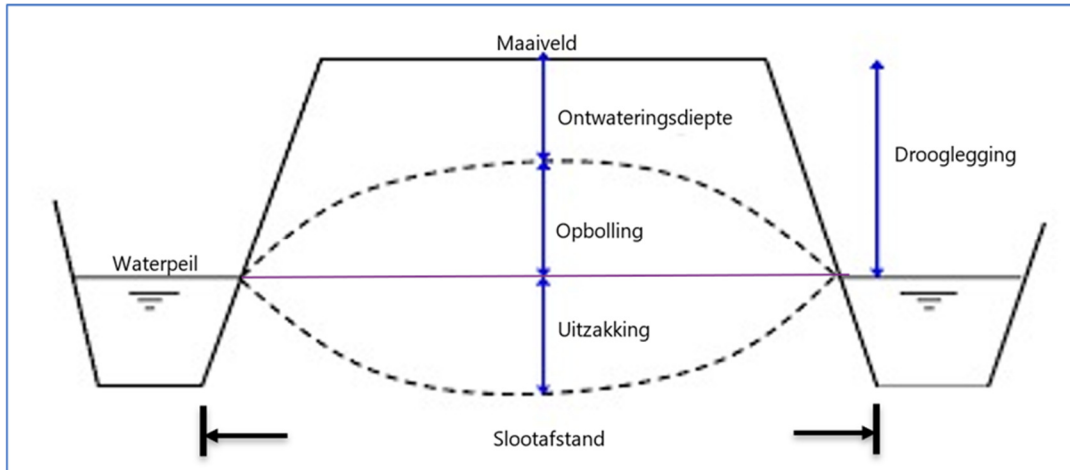 Maaiveld
Ontwateringsdiepte
Drooglegging
Opbolling
Waterpeil
Uitzakking
Slootafstand